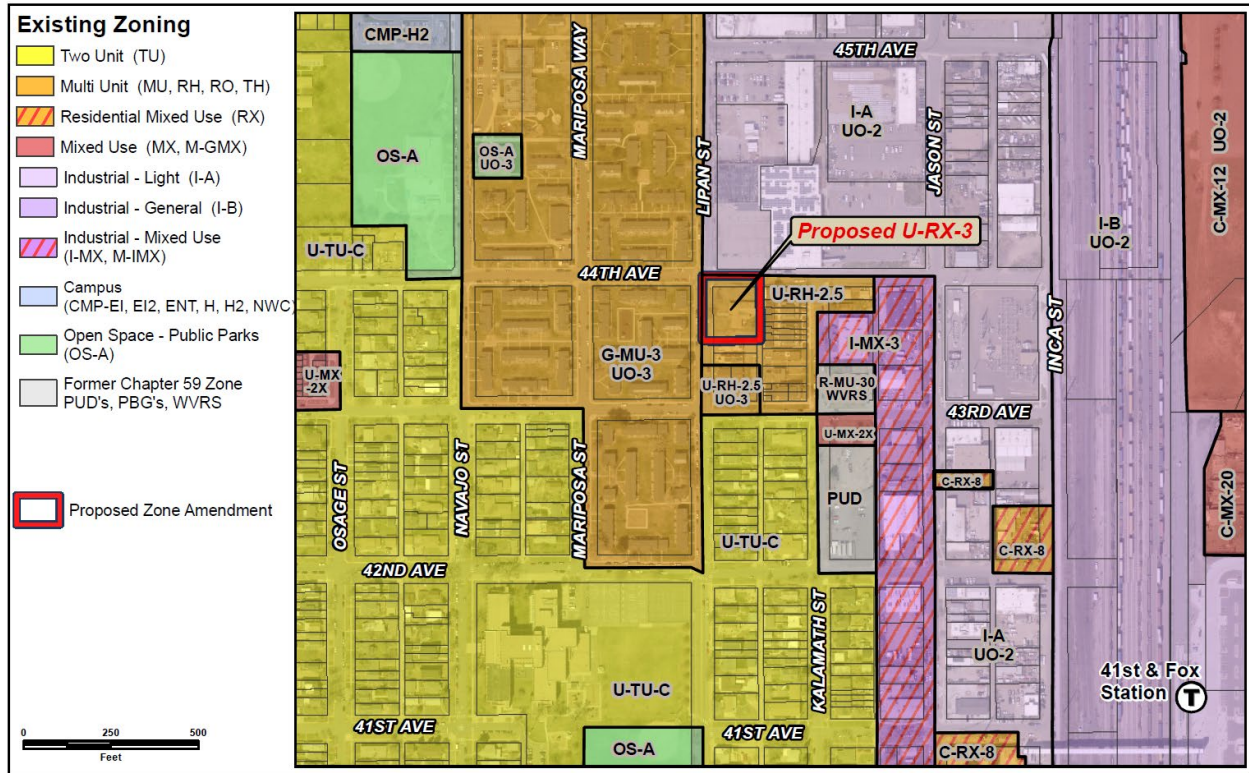 Existing Zoning
Two Unit (TU)
Multi Unit (MU, RH, RO, TH)
Residential Mixed Use (RX)
Mixed Use (MX, M-GMX)
Industrial - Light (I-A)
Industrial - General (I-B)
Industrial - Mixed Use
(I-MX, M-IMX)
Campus
(CMP-EI, EI2, ENT, H, H2, NWC)
Open Space - Public Parks
(OS-A)
Former Chapter 59 Zone
PUD's, PBG's, WVRS
Proposed Zone Amendment
0 250 500
Feet
CMP-H2
MARIPOSA WAY
45TH AVE
I-A
UO-2
UO-2
C-MX-12
OS-A
OS-A
UO-3
LIPAN ST
JASON ST
I-B
UO-2
Proposed U-RX-3
U-TU-C
44TH AVE
U-RH-2.5
INCA ST
G-MU-3
UO-3
I-MX-3
U-MX
-2X
U-RH-2.5
UO-3
R-MU-30
WVRS
43RD AVE
U-MX-2X
OSAGE ST
NAVAJO ST
MARIPOSA ST
C-RX-8
C-MX-20
PUD
U-TU-C
C-RX-8
42ND AVE
KALAMATH ST
I-A
UO-2
41st & Fox
Station
T
U-TU-C
41ST AVE
41ST AVE
OS-A
C-RX-8